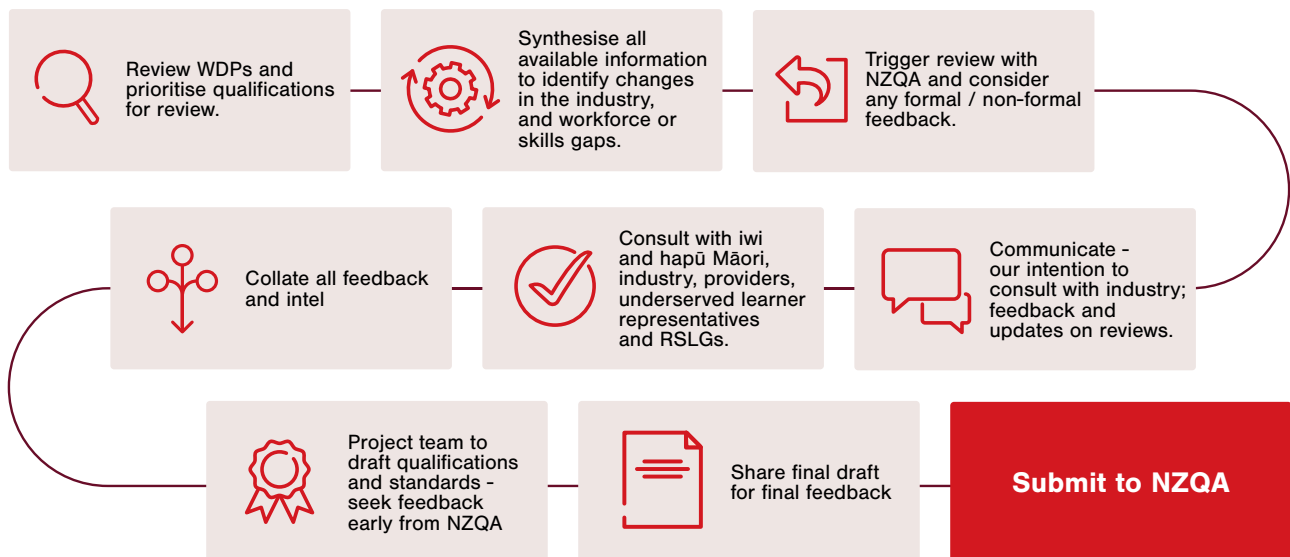 Review WDPs and
prioritise qualifications
for review.
Synthesise all
available information
to identify changes
in the industry,
and workforce or
skills gaps.
Trigger review with
NZQA and consider
any formal / non-formal
feedback.
Communicate -
our intention to
consult with industry;
feedback and
updates on reviews.
Consult with iwi
and hapū Māori,
industry, providers,
underserved learner
representatives
and RSLGs.
Collate all feedback
and intel
Project team to
draft qualifications
and standards -
seek feedback
early from NZQA
Share final draft
for final feedback
Submit to NZQA